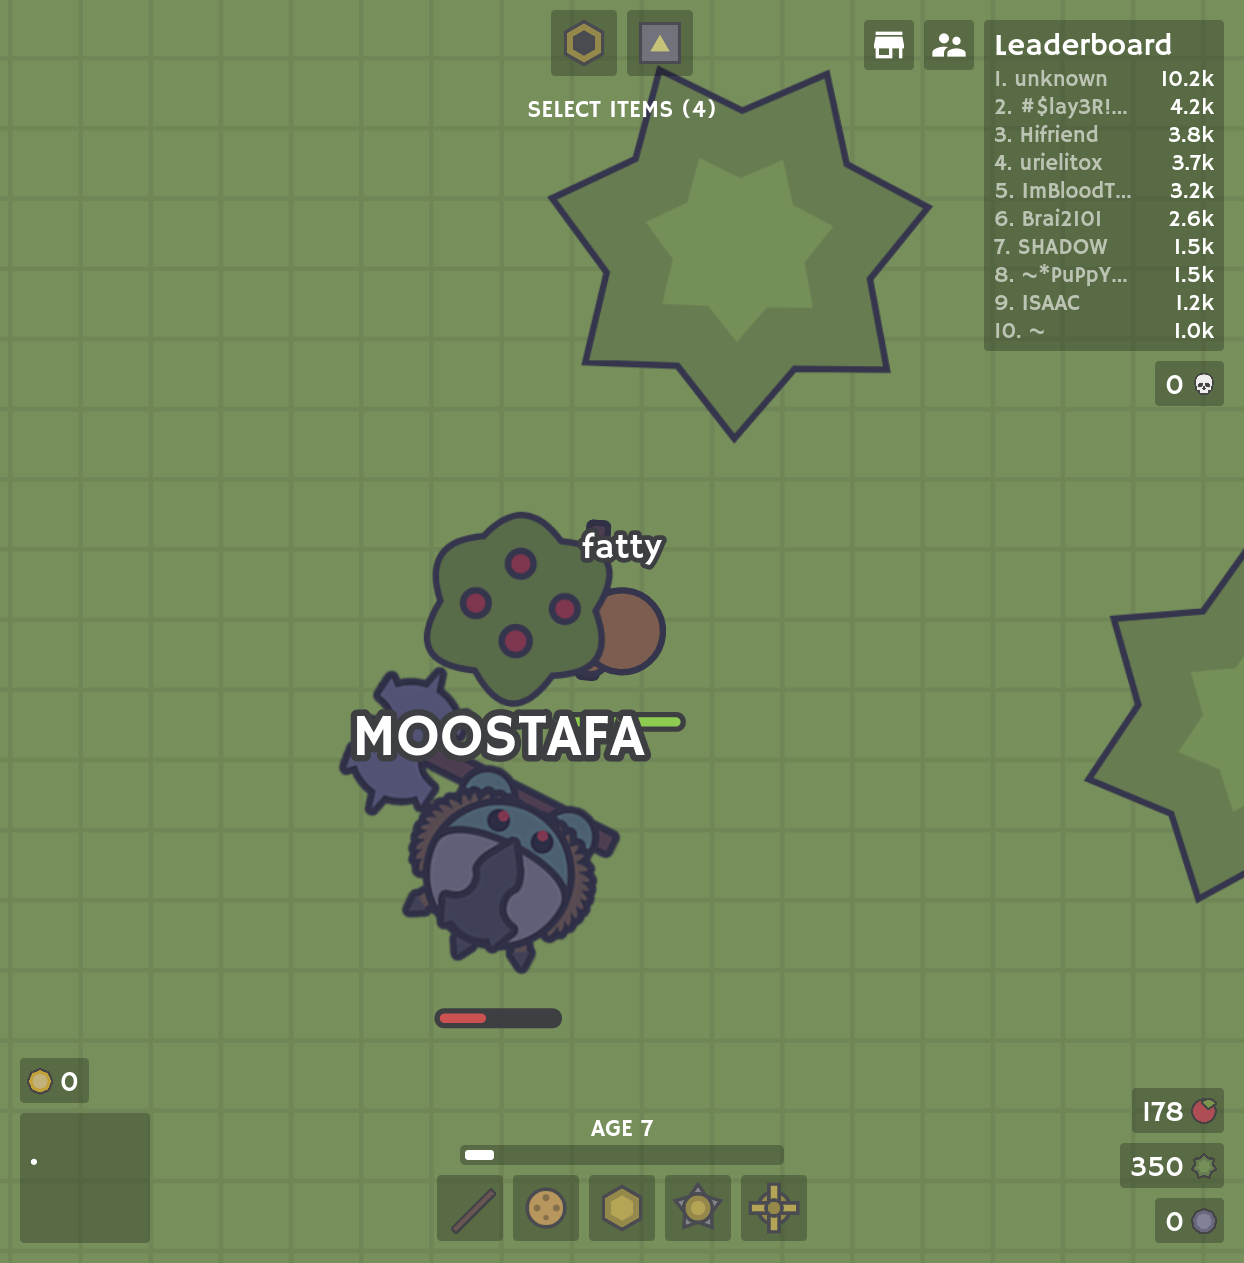 SELECT ITEMS (4)
Leaderboard
1. unknown 10.2k
2. #$lay3R!... 4.2k
3. Hifriend 3.8k
4. urielitox 3.7k
5. ImBloodT... 3.2k
6. Brai2101 2.6k
7. SHADOW 1.5k
8. ~*PuPpY... 1.5k
9. ISAAC 1.2k
10. ~ 1.0k
0
fatty
MOOSTAFA
0
AGE 7
178
350
0